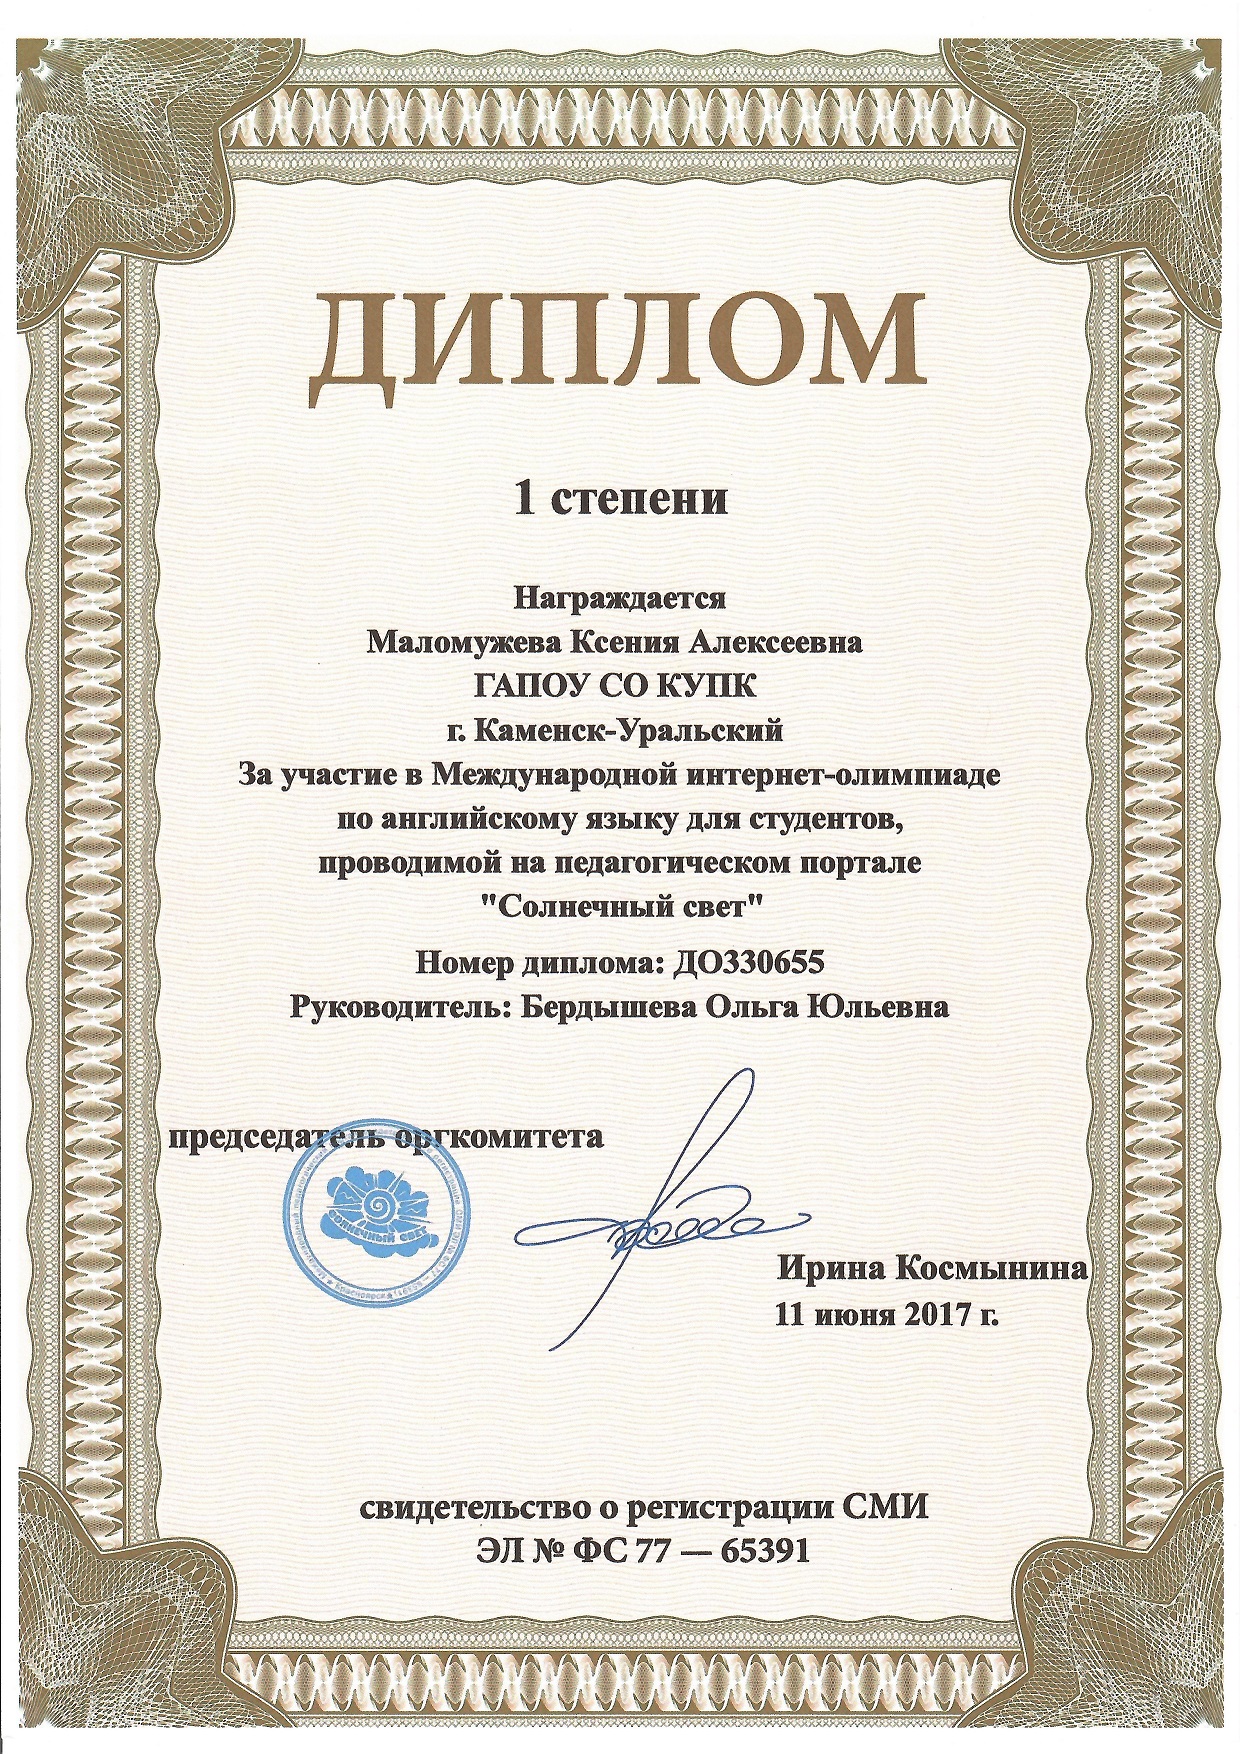 ДИПЛОМ
1 степени
Награждается
Маломужева Ксения Алексеевна
ГАПОУ СО КУПК
г. Каменск-Уральский
За участие в Международной интернет-олимпиаде
по английскому языку для студентов,
проводимой на педагогическом портале
"Солнечный свет"
Номер диплома: ДО330655
Руководитель: Бердышева Ольга Юльевна
председатель оргкомитета
СОЛНЕЧНЫЙ СВЕТ
Ирина Космынина
11 июня 2017 г.
свидетельство о регистрации СМИ
ЭЛ № ФС 77 — 65391